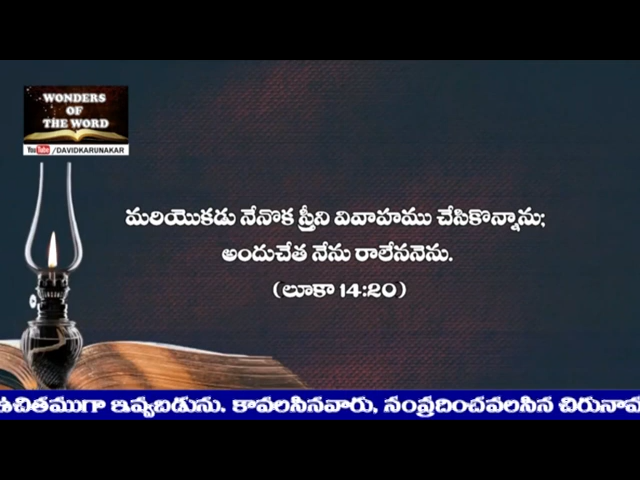 WONDERS
OF
THE WORD
YouTube /DAVIDKARUNAKAR
మరియొకడు నేనొక స్త్రీని వివాహము చేసికొన్నాను;
అందుచేత నేను రాలేననెను.
(లూకా 14:20)
ఉచితముగా ఇవ్వబడును. కావలసినవారు, సంప్రదించవలసిన చిరునామ